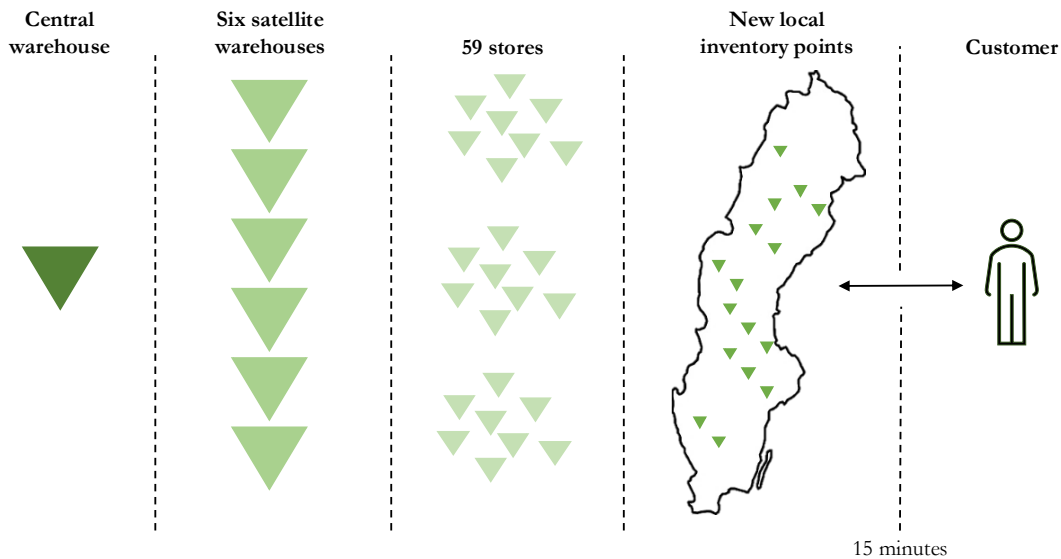 Central
warehouse
Six satellite
warehouses
59 stores
New local
inventory points
Customer
15 minutes